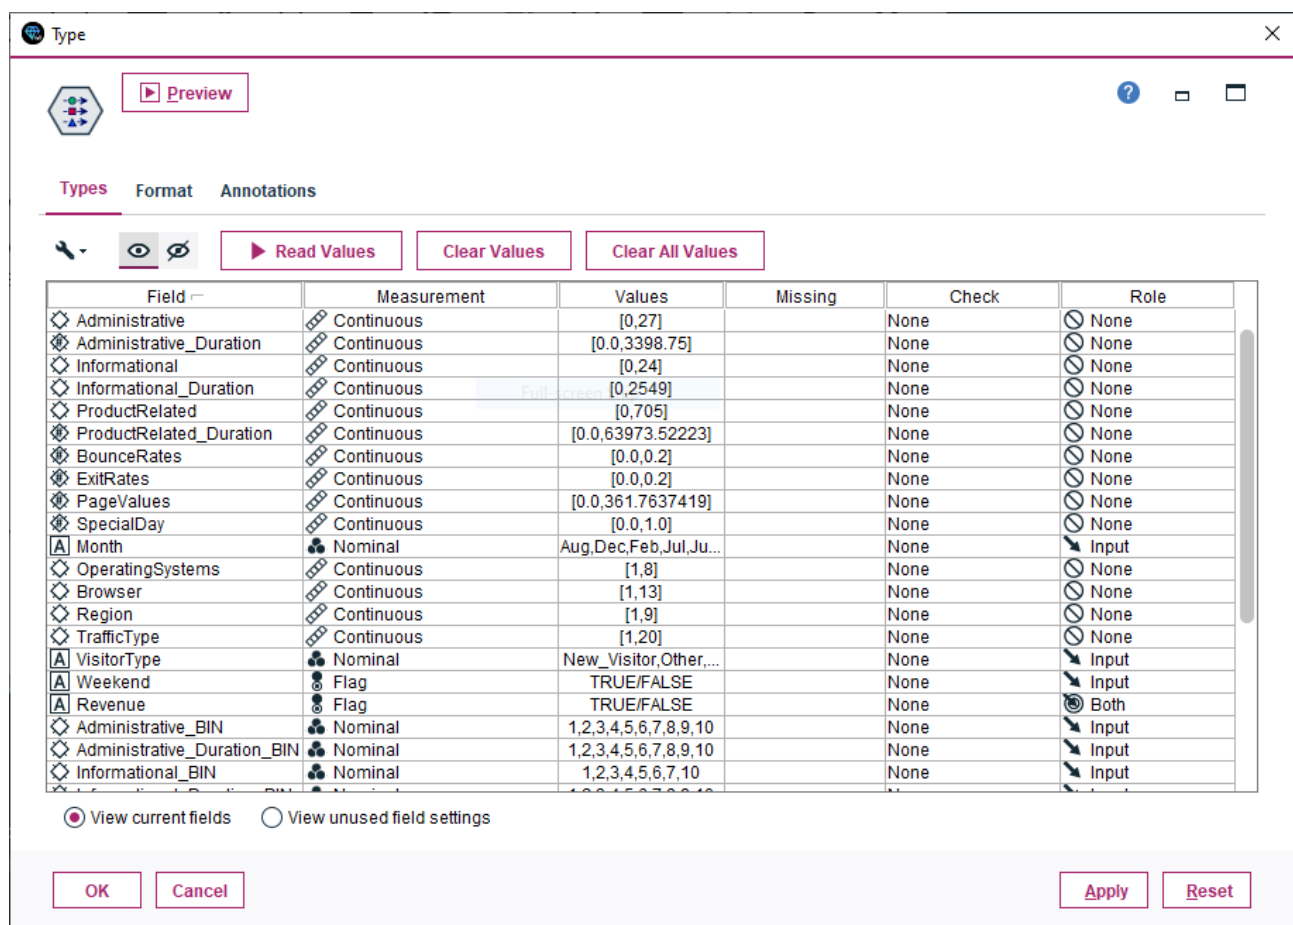 Type
Preview
Types Format Annotations
Read Values Clear Values Clear All Values
Field Measurement Values Missing Check Role
Administrative Continuous [0,27] None None
Administrative_Duration Continuous [0.0,3398.75] None None
Informational Continuous [0,24] None None
Informational_Duration Continuous [0,2549] None None
ProductRelated Continuous [0,705] None None
ProductRelated_Duration Continuous [0.0,63973.52223] None None
BounceRates Continuous [0.0,0.2] None None
ExitRates Continuous [0.0,0.2] None None
PageValues Continuous [0.0,361.7637419] None None
SpecialDay Continuous [0.0,1.0] None None
A Month Nominal Aug,Dec,Feb,Jul,Ju... None Input
OperatingSystems Continuous [1,8] None None
Browser Continuous [1,13] None None
Region Continuous [1,9] None None
TrafficType Continuous [1,20] None None
A VisitorType Nominal New_Visitor,Other,... None Input
A Weekend Flag TRUE/FALSE None Input
A Revenue Flag TRUE/FALSE None Both
Administrative_BIN Nominal 1,2,3,4,5,6,7,8,9,10 None Input
Administrative_Duration_BIN Nominal 1,2,3,4,5,6,7,8,9,10 None Input
Informational_BIN Nominal 1,2,3,4,5,6,7,10 None Input
View current fields View unused field settings
OK Cancel Apply Reset